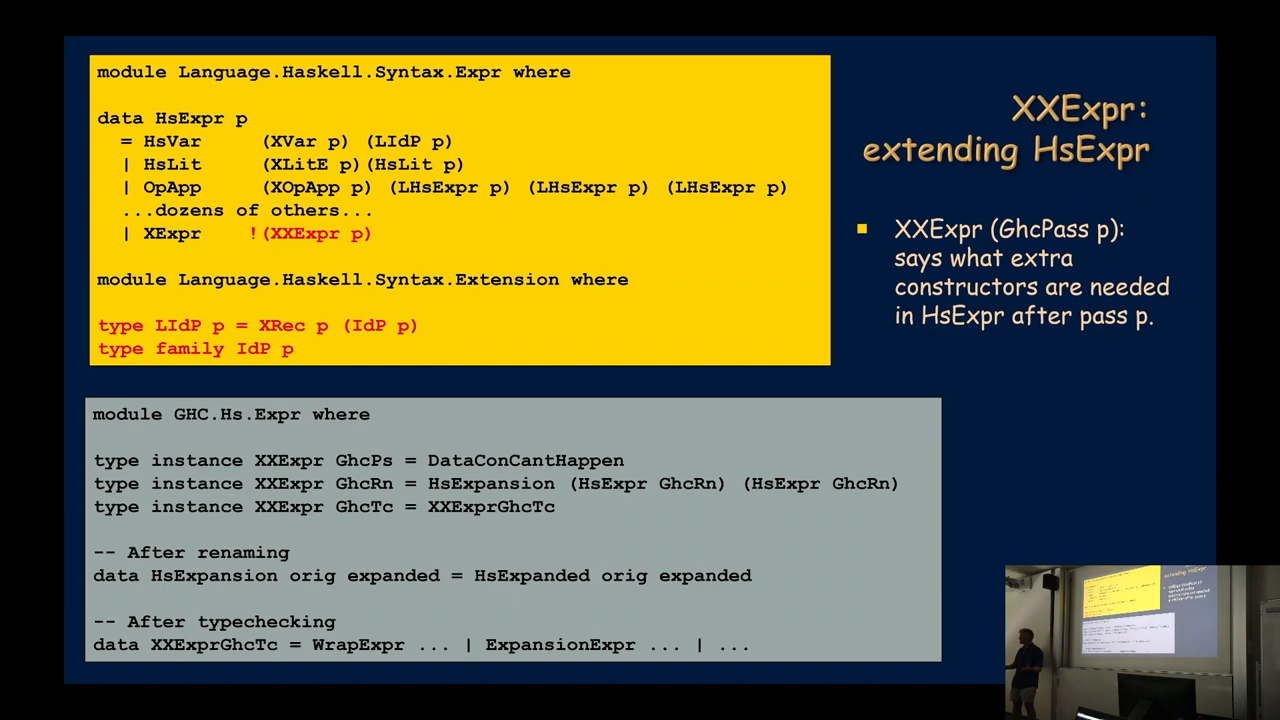 module Language.Haskell.Syntax.Expr where
data HsExpr p
= HsVar (XVar p) (LIdP p)
| HsLit (XLitE p)(HsLit p)
| OpApp (XOpApp p) (LHsExpr p) (LHsExpr p) (LHsExpr p)
...dozens of others...
| XExpr !(XXExpr p)
module Language.Haskell.Syntax.Extension where
type LIdP p = XRec p (IdP p)
type family IdP p
XXExpr:
extending HsExpr
XXExpr (GhcPass p):
says what extra
constructors are needed
in HsExpr after pass p.
module GHC.Hs.Expr where
type instance XXExpr GhcPs = DataConCantHappen
type instance XXExpr GhcRn = HsExpansion (HsExpr GhcRn) (HsExpr GhcRn)
type instance XXExpr GhcTc = XXExprGhcTc
-- After renaming
data HsExpansion orig expanded = HsExpanded orig expanded
-- After typechecking
data XXExprGhcTc = WrapExpr ... | ExpansionExpr ... | ...
extending HsExpr